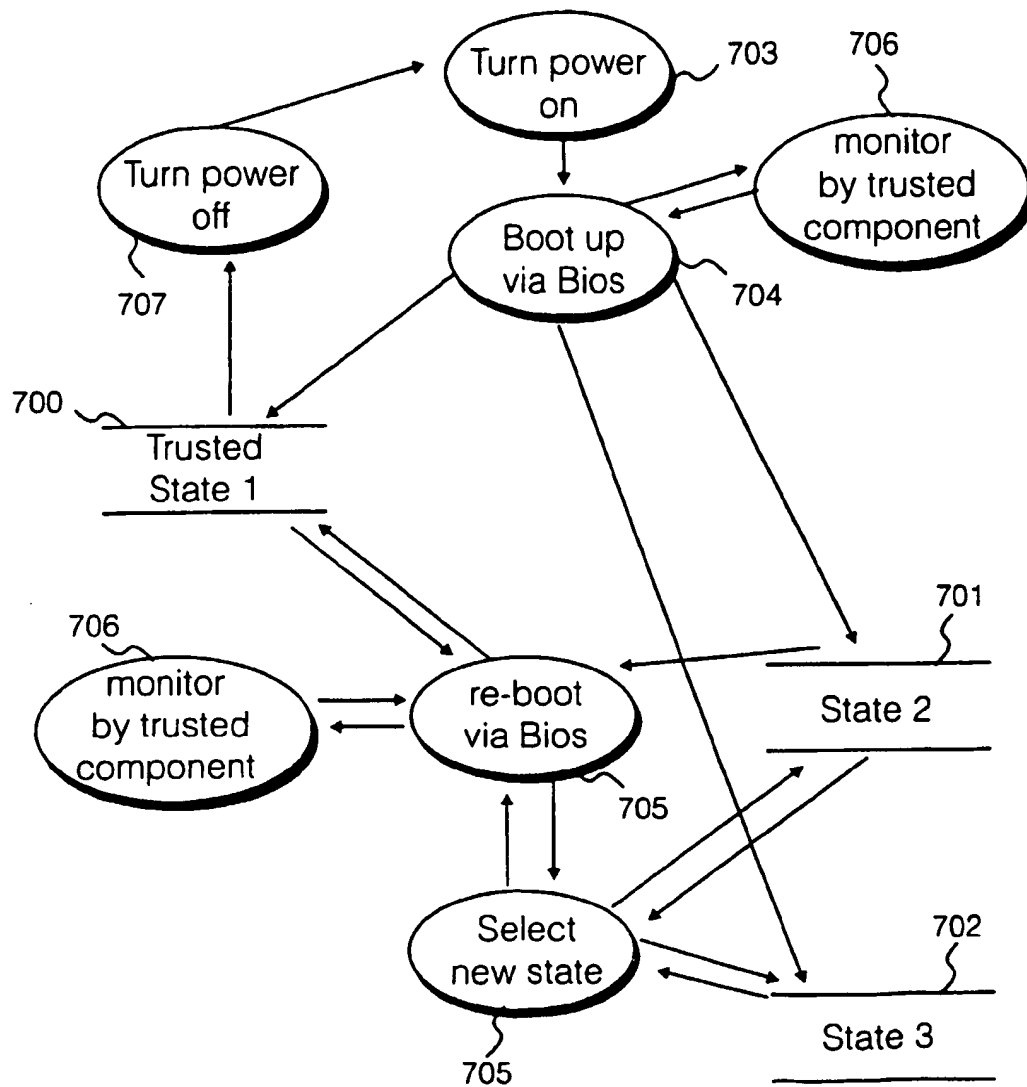 Turn power
on
703
706
monitor
by trusted
component
Turn power
off
707
Boot up
via Bios
704
700
Trusted
State 1
701
State 2
706
monitor
by trusted
component
re-boot
via Bios
705
Select
new state
705
702
State 3